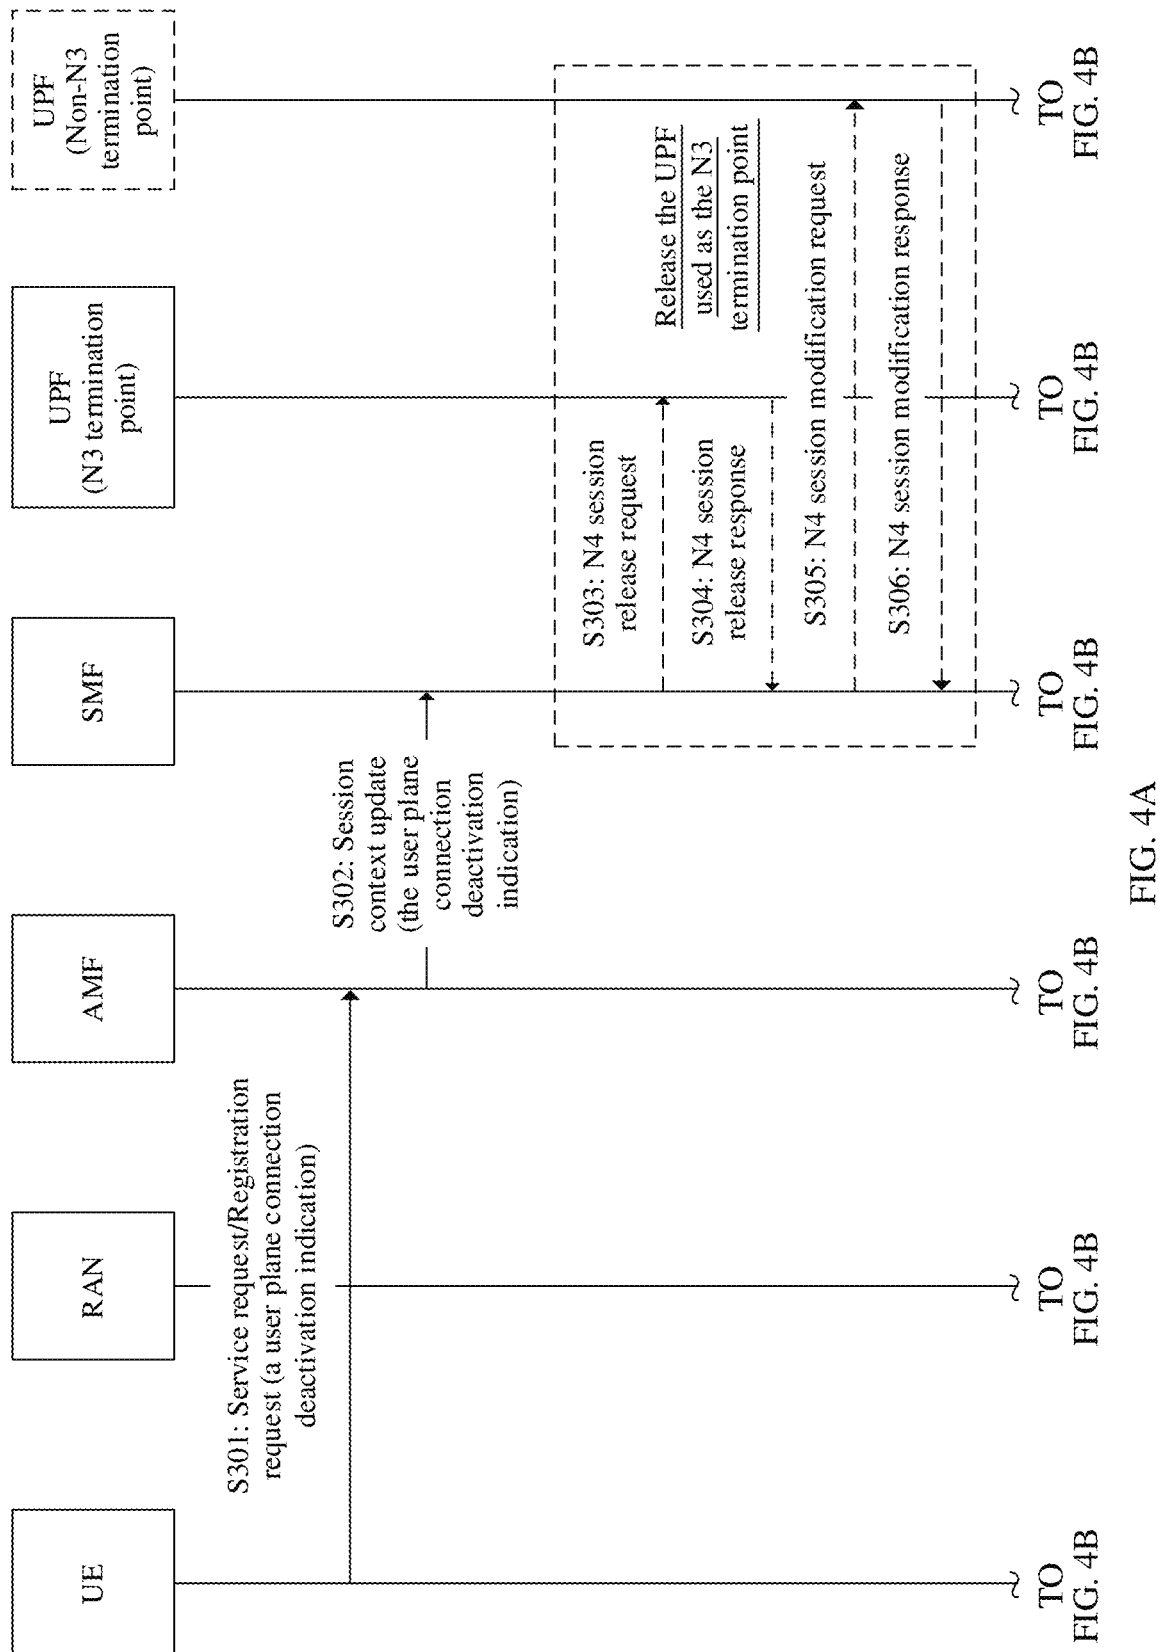 UE
RAN
AMF
SMF
UPF
(N3 termination
point)
UPF
(Non-N3
termination
point)
S301: Service request/Registration
request (a user plane connection
deactivation indication)
S302: Session
context update
(the user plane
connection
deactivation
indication)
S303: N4 session
release request
Release the UPF
used as the N3
termination point
S304: N4 session
release response
S305: N4 session modification request
S306: N4 session modification response
TO
FIG. 4B
TO
FIG. 4B
TO
FIG. 4B
TO
FIG. 4B
TO
FIG. 4B
TO
FIG. 4B
FIG. 4A